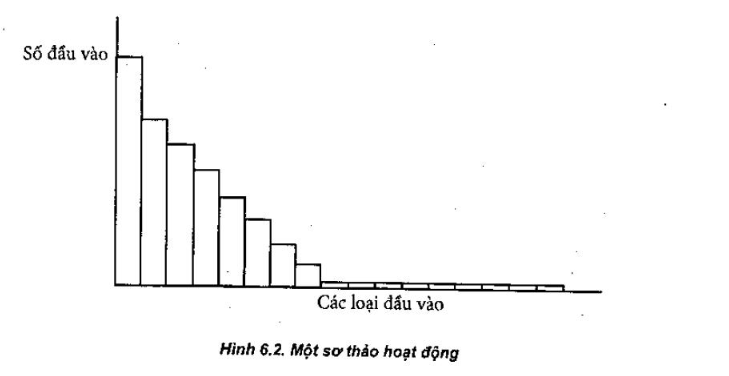 Số đầu vào
Các loại đầu vào
Hình 6.2. Một sơ thảo hoạt động